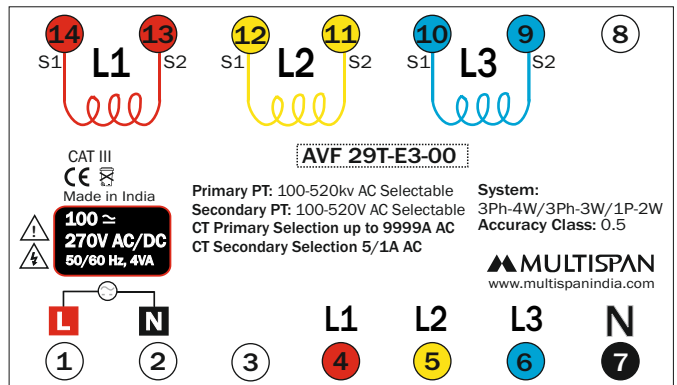 14 13 12 11 10 9 8
S1 L1 S2 S1 L2 S2 S1 L3 S2
AVF 29T-E3-00
CAT III
CE
Made in India
100 ≃
270V AC/DC
50/60 Hz, 4VA
Primary PT: 100-520kv AC Selectable
Secondary PT: 100-520V AC Selectable
CT Primary Selection up to 9999A AC
CT Secondary Selection 5/1A AC
System:
3Ph-4W/3Ph-3W/1P-2W
Accuracy Class: 0.5
MULTISPAN
www.multispanindia.com
L N L1 L2 L3 N
1 2 3 4 5 6 7